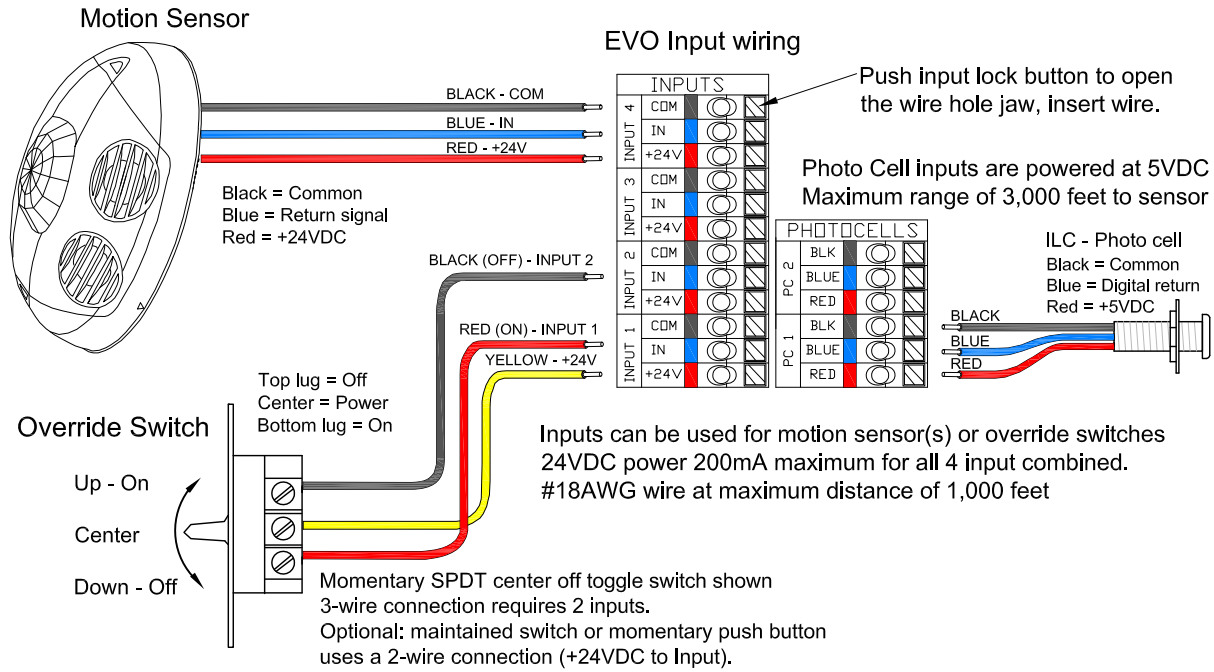 Motion Sensor
BLACK - COM
BLUE - IN
RED - +24V
Black = Common
Blue = Return signal
Red = +24VDC
EVO Input wiring
INPUTS
INPUT 4
COM
IN
+24V
INPUT 3
COM
IN
+24V
INPUT 2
COM
IN
+24V
INPUT 1
COM
IN
+24V
Push input lock button to open
the wire hole jaw, insert wire.
Photo Cell inputs are powered at 5VDC
Maximum range of 3,000 feet to sensor
PHOTOCELLS
PC 2
BLK
BLUE
RED
PC 1
BLK
BLUE
RED
ILC - Photo cell
Black = Common
Blue = Digital return
Red = +5VDC
BLACK
BLUE
RED
BLACK (OFF) - INPUT 2
RED (ON) - INPUT 1
YELLOW - +24V
Top lug = Off
Center = Power
Bottom lug = On
Override Switch
Up - On
Center
Down - Off
Inputs can be used for motion sensor(s) or override switches
24VDC power 200mA maximum for all 4 input combined.
#18AWG wire at maximum distance of 1,000 feet
Momentary SPDT center off toggle switch shown
3-wire connection requires 2 inputs.
Optional: maintained switch or momentary push button
uses a 2-wire connection (+24VDC to Input).